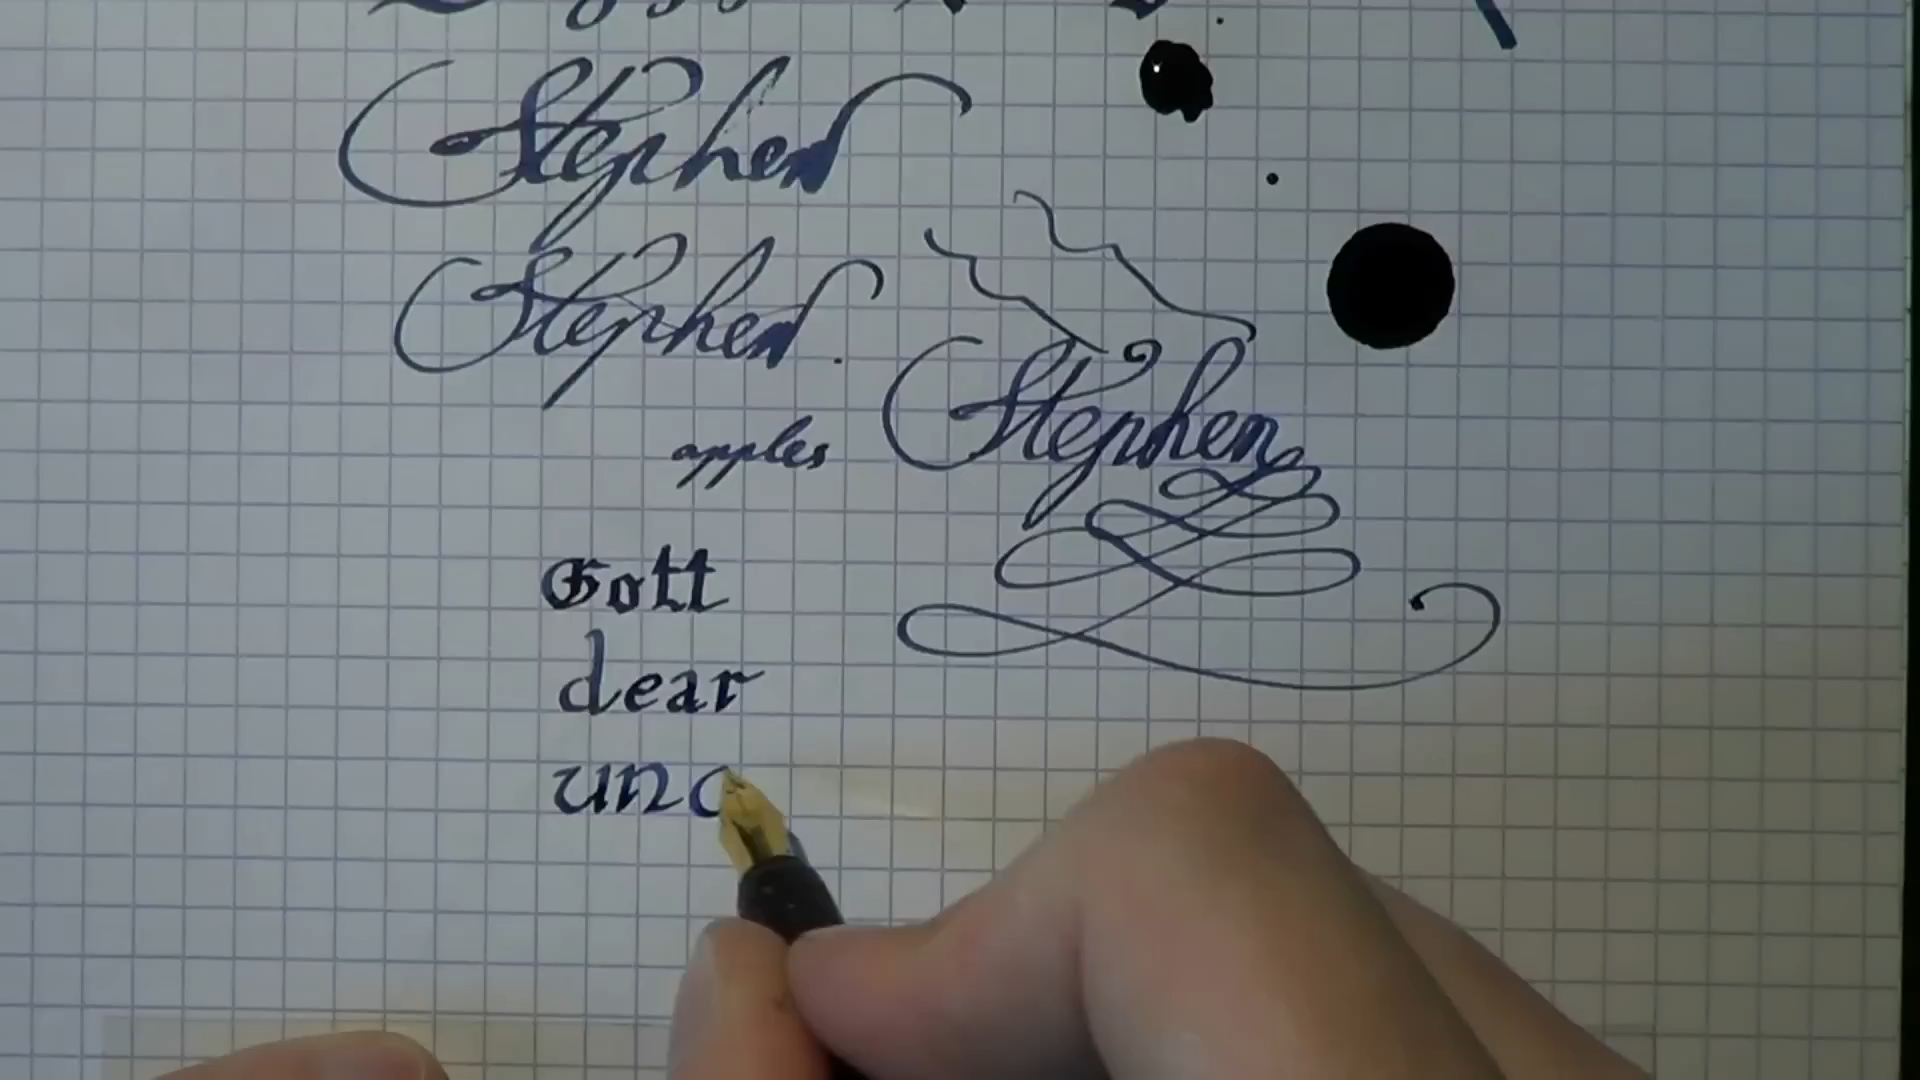 Stephen
Stephen.
Stephen
apples
Gott
dear
unc